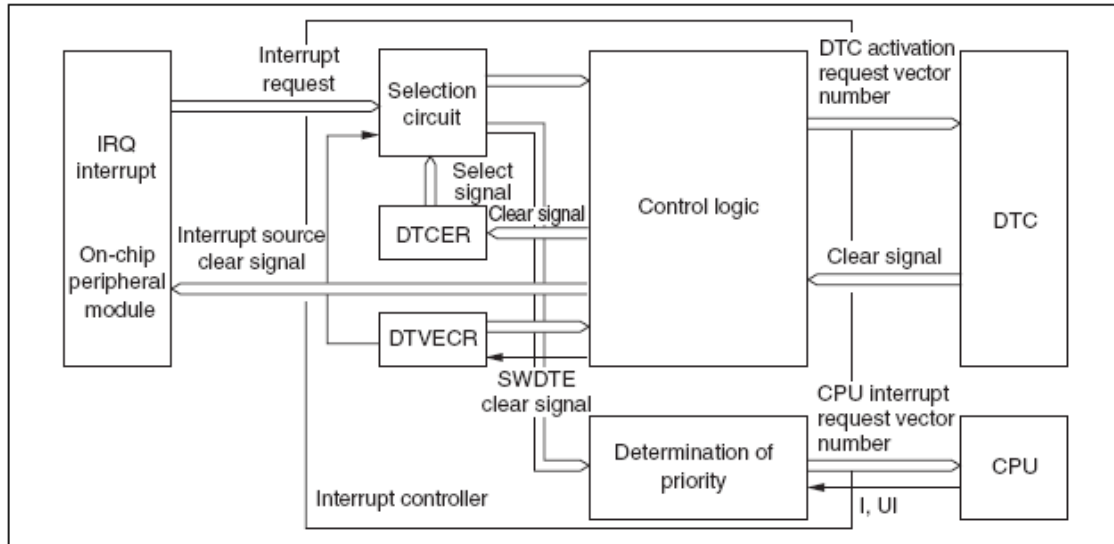 Interrupt
request
DTC activation
request vector
number
Selection
circuit
IRQ
interrupt
On-chip
peripheral
module
Select
signal
Control logic
DTC
DTCER
Clear signal
Interrupt source
clear signal
Clear signal
DTVECR
SWDTE
clear signal
CPU interrupt
request vector
number
Determination of
priority
CPU
I, UI
Interrupt controller